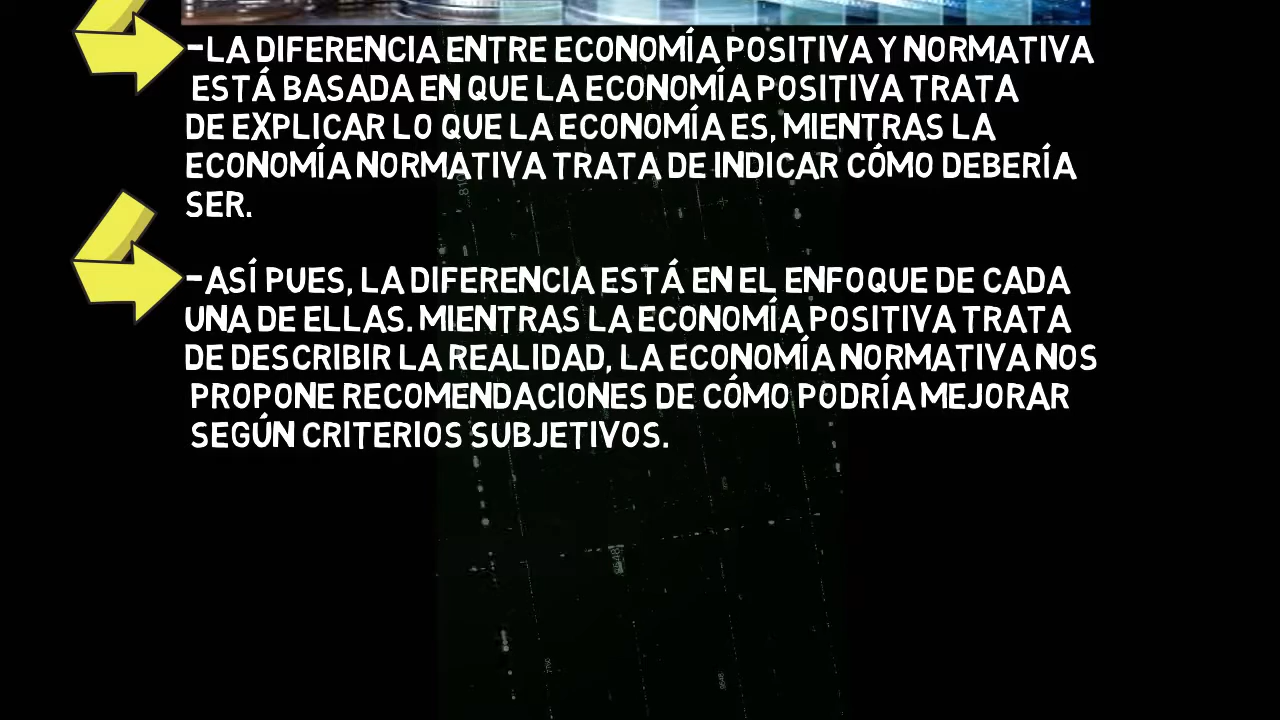 -LA DIFERENCIA ENTRE ECONOMÍA POSITIVA Y NORMATIVA
ESTÁ BASADA EN QUE LA ECONOMÍA POSITIVA TRATA
DE EXPLICAR LO QUE LA ECONOMÍA ES, MIENTRAS LA
ECONOMÍA NORMATIVA TRATA DE INDICAR CÓMO DEBERÍA
SER.
-ASÍ PUES, LA DIFERENCIA ESTÁ EN EL ENFOQUE DE CADA
UNA DE ELLAS. MIENTRAS LA ECONOMÍA POSITIVA TRATA
DE DESCRIBIR LA REALIDAD, LA ECONOMÍA NORMATIVA NOS
PROPONE RECOMENDACIONES DE CÓMO PODRÍA MEJORAR
SEGÚN CRITERIOS SUBJETIVOS.